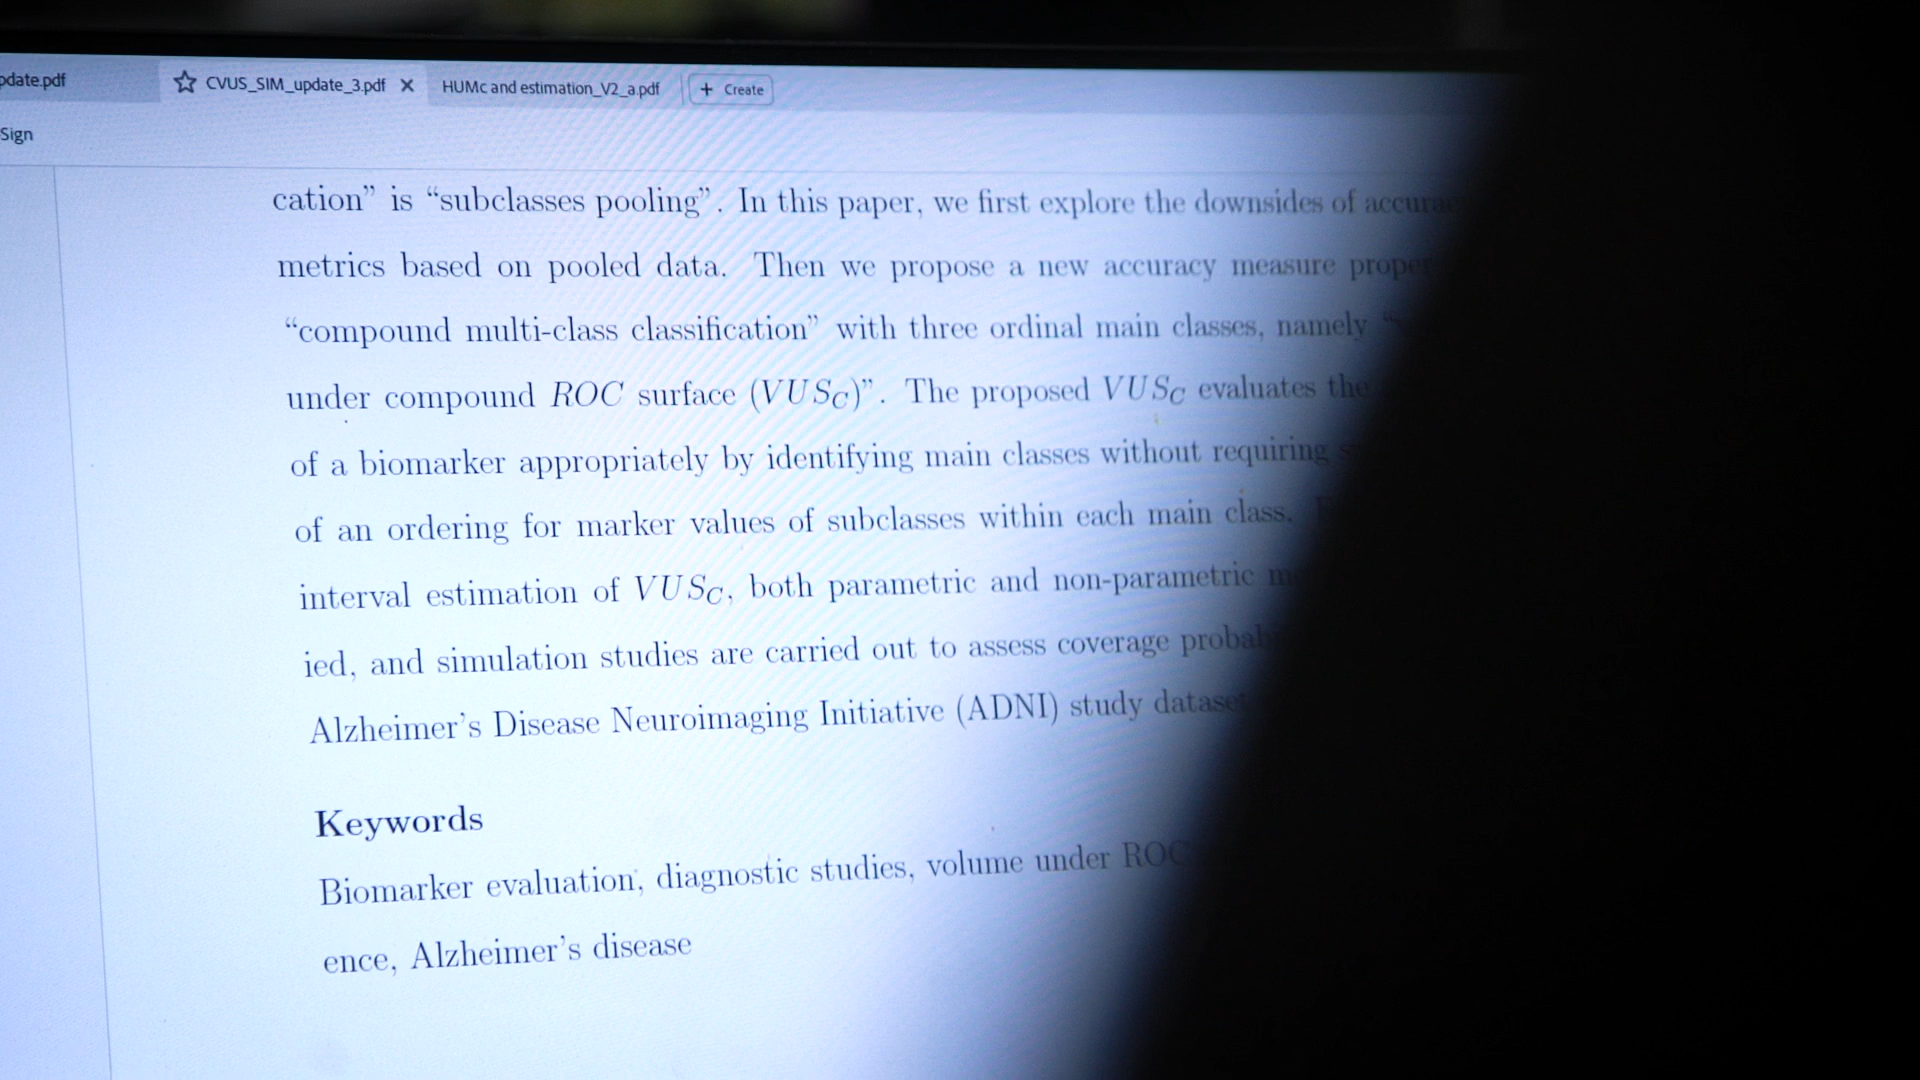 pdate.pdf CVUS_SIM_update_3.pdf HUMc and estimation_V2_a.pdf + Create
Sign
cation” is “subclasses pooling”. In this paper, we first explore the downsides of
metrics based on pooled data. Then we propose a new accuracy measure
“compound multi-class classification” with three ordinal main classes, namely
under compound ROC surface (VUSC)”. The proposed VUSC evaluates the
of a biomarker appropriately by identifying main classes without requiring
of an ordering for marker values of subclasses within each main class.
interval estimation of VUSC, both parametric and non-parametric
ied, and simulation studies are carried out to assess coverage
Alzheimer’s Disease Neuroimaging Initiative (ADNI) study dataset
Keywords
Biomarker evaluation, diagnostic studies, volume under ROC
ence, Alzheimer’s disease